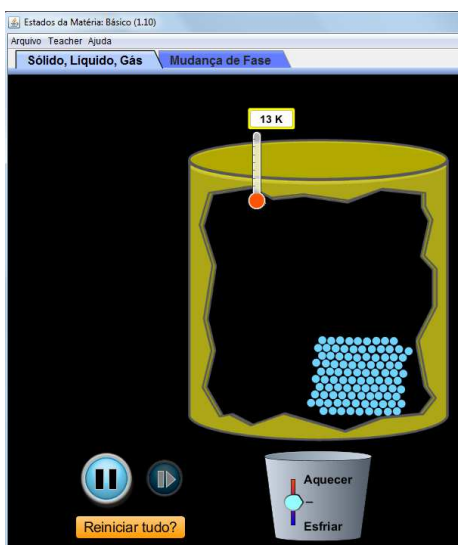 Estados da Matéria: Básico (1.10)
Arquivo Teacher Ajuda
Sólido, Líquido, Gás Mudança de Fase
13 K
Aquecer
Esfriar
Reiniciar tudo?